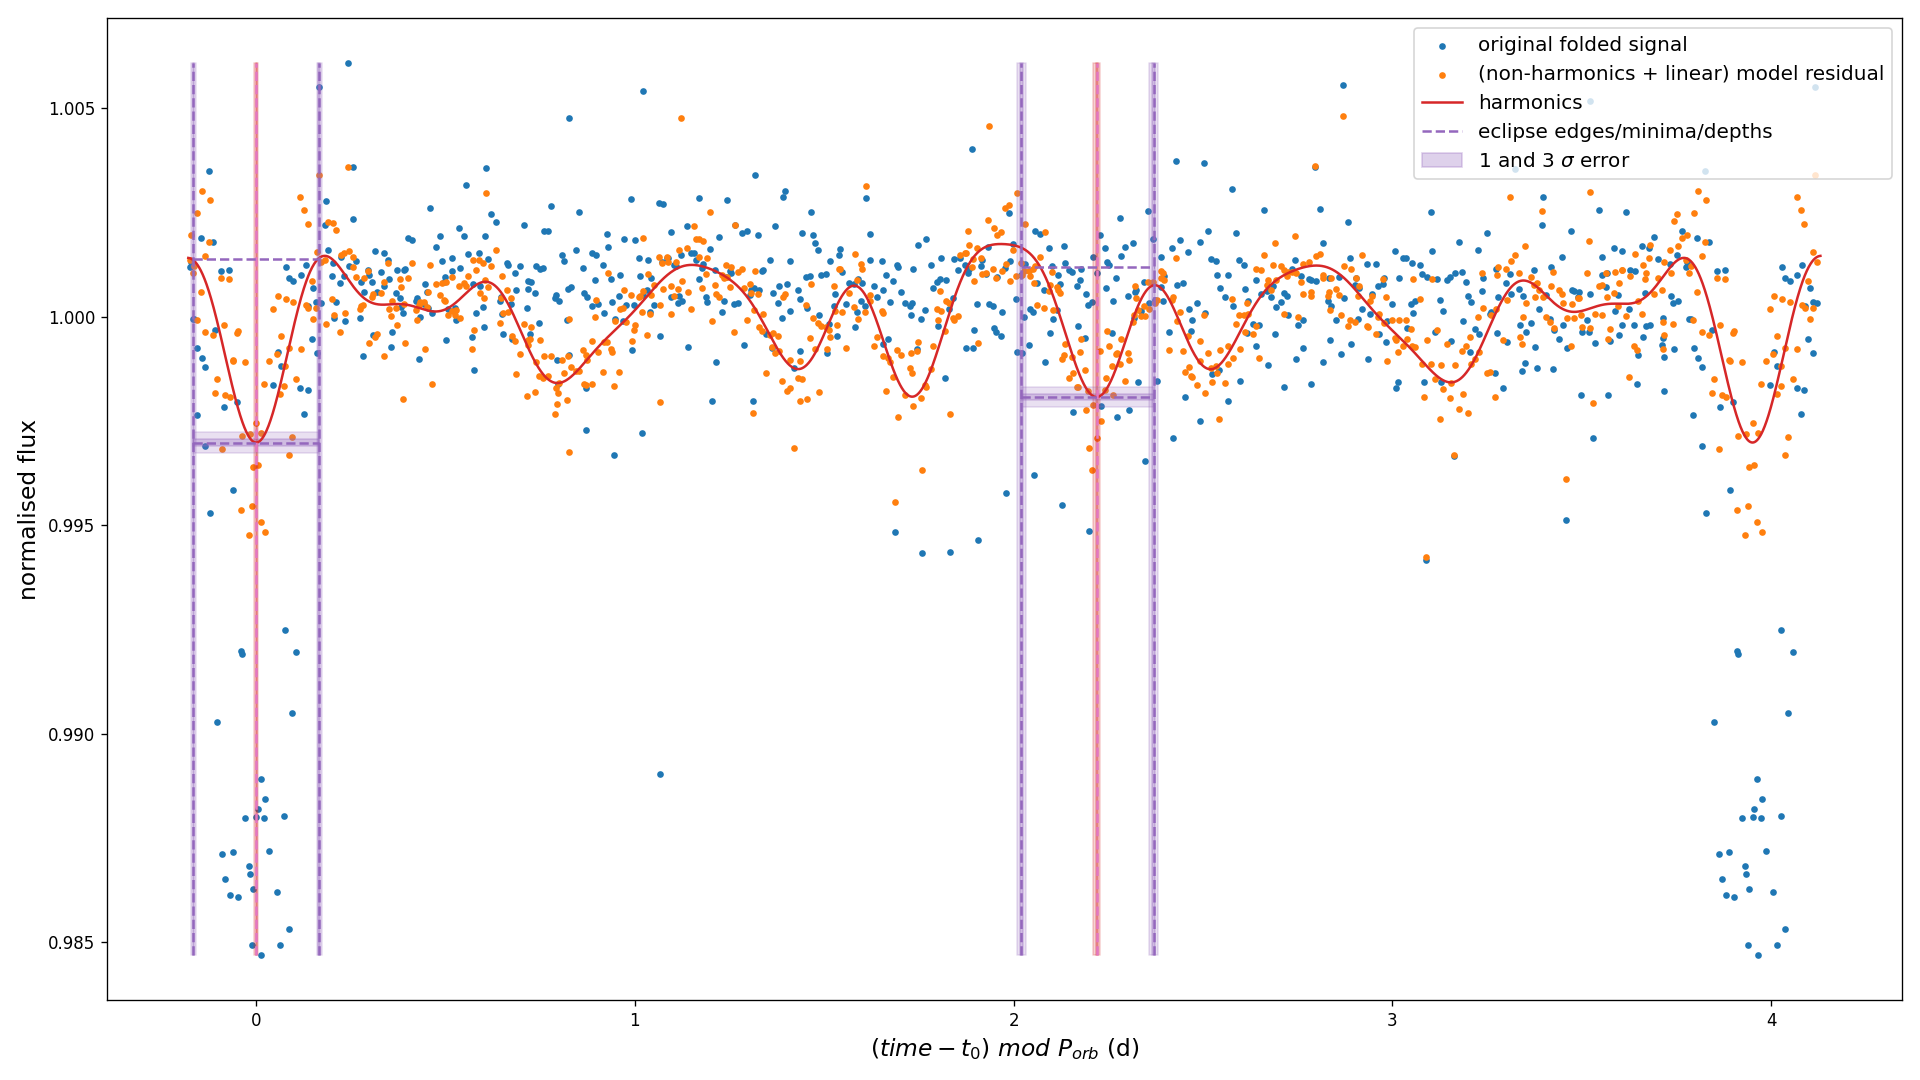 original folded signal
(non-harmonics + linear) model residual
harmonics
eclipse edges/minima/depths
1 and 3 σ error
normalised flux
1.005
1.000
0.995
0.990
0.985
0
1
2
3
4
(time − t₀) mod Pₒᵣᵦ (d)